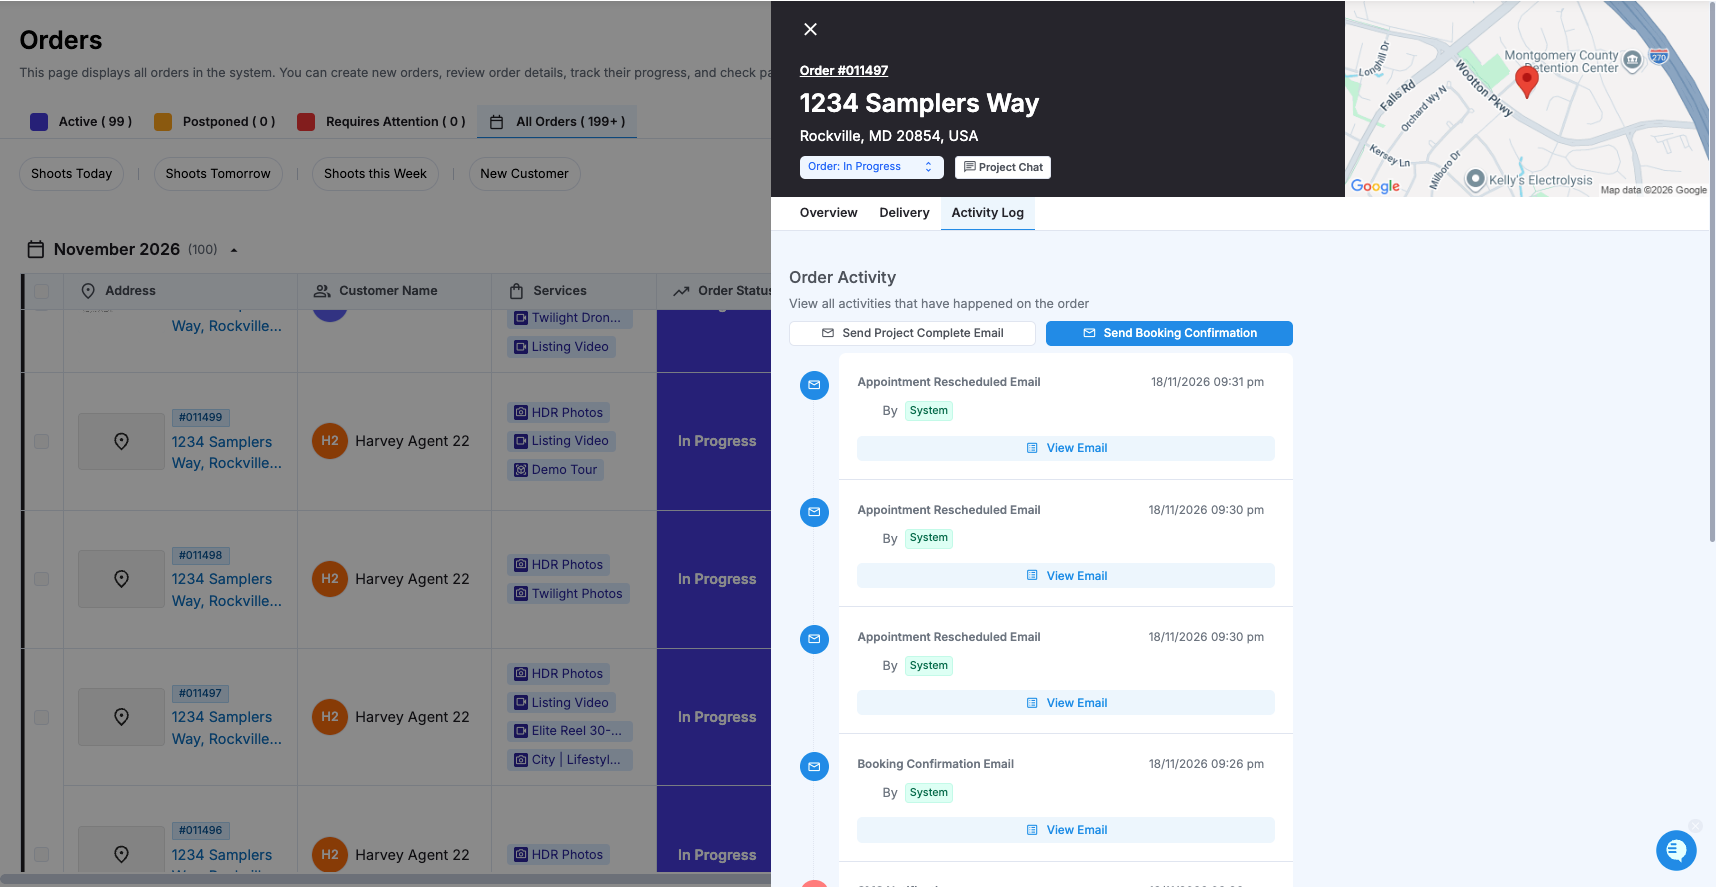 Orders
This page displays all orders in the system. You can create new orders, review order details, track their progress, and check pa
Active ( 99 )
Postponed ( 0 )
Requires Attention ( 0 )
All Orders ( 199+ )
Shoots Today
Shoots Tomorrow
Shoots this Week
New Customer
November 2026 (100)
Address
Customer Name
Services
Order Status
Way, Rockville...
Twilight Dron...
Listing Video
#011499
1234 Samplers
Way, Rockville...
H2
Harvey Agent 22
HDR Photos
Listing Video
Demo Tour
In Progress
#011498
1234 Samplers
Way, Rockville...
H2
Harvey Agent 22
HDR Photos
Twilight Photos
In Progress
#011497
1234 Samplers
Way, Rockville...
H2
Harvey Agent 22
HDR Photos
Listing Video
Elite Reel 30-...
City | Lifestyl...
In Progress
#011496
1234 Samplers
H2
Harvey Agent 22
HDR Photos
In Progress
Order #011497
1234 Samplers Way
Rockville, MD 20854, USA
Order: In Progress
Project Chat
Longhill Dr
Falls Rd
Orchard Wy N
Wootton Pkwy
Kersey Ln
Milboro Dr
Montgomery County
Detention Center
270
Kelly's Electrolysis
Google
Map data ©2026 Google
Overview
Delivery
Activity Log
Order Activity
View all activities that have happened on the order
Send Project Complete Email
Send Booking Confirmation
Appointment Rescheduled Email
18/11/2026 09:31 pm
By System
View Email
Appointment Rescheduled Email
18/11/2026 09:30 pm
By System
View Email
Appointment Rescheduled Email
18/11/2026 09:30 pm
By System
View Email
Booking Confirmation Email
18/11/2026 09:26 pm
By System
View Email